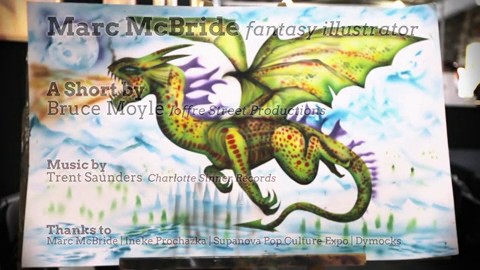 Marc McBride fantasy illustrator
A Short by
Bruce Moyle Joffre Street Productions
Music by
Trent Saunders Charlotte Sinner Records
Thanks to
Marc McBride | Ineke Prochazka | Supanova Pop Culture Expo | Dymocks